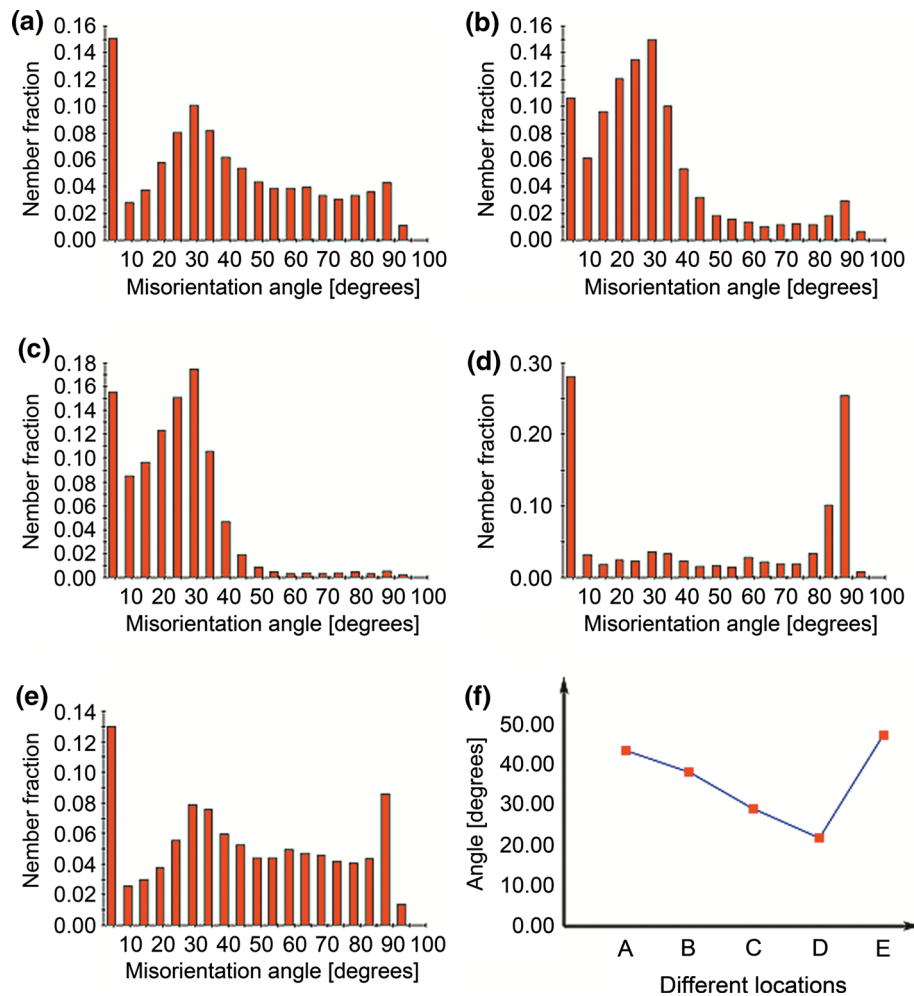 (a)
0.16
0.14
0.12
0.10
0.08
0.06
0.04
0.02
0.00
Nember fraction
10 20 30 40 50 60 70 80 90 100
Misorientation angle [degrees]
(b)
0.16
0.14
0.12
0.10
0.08
0.06
0.04
0.02
0.00
Nember fraction
10 20 30 40 50 60 70 80 90 100
Misorientation angle [degrees]
(c)
0.18
0.16
0.14
0.12
0.10
0.08
0.06
0.04
0.02
0.00
Nember fraction
10 20 30 40 50 60 70 80 90 100
Misorientation angle [degrees]
(d)
0.30
0.20
0.10
0.00
Nember fraction
10 20 30 40 50 60 70 80 90 100
Misorientation angle [degrees]
(e)
0.14
0.12
0.10
0.08
0.06
0.04
0.02
0.00
Nember fraction
10 20 30 40 50 60 70 80 90 100
Misorientation angle [degrees]
(f)
50.00
40.00
30.00
20.00
10.00
0.00
Angle [degrees]
A B C D E
Different locations